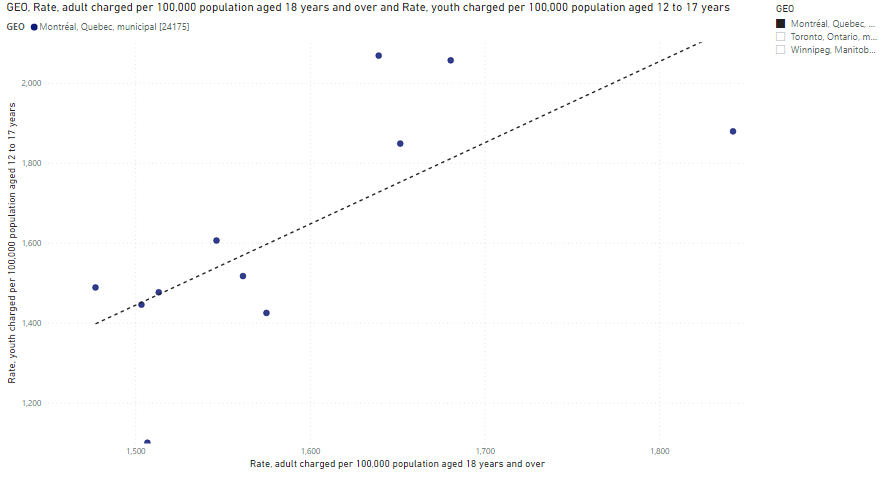 GEO, Rate, adult charged per 100,000 population aged 18 years and over and Rate, youth charged per 100,000 population aged 12 to 17 years
GEO Montréal, Quebec, municipal [24175]
GEO
Montréal, Quebec, ...
Toronto, Ontario, m...
Winnipeg, Manitob...
Rate, youth charged per 100,000 population aged 12 to 17 years
2,000
1,800
1,600
1,400
1,200
1,500
1,600
1,700
1,800
Rate, adult charged per 100,000 population aged 18 years and over